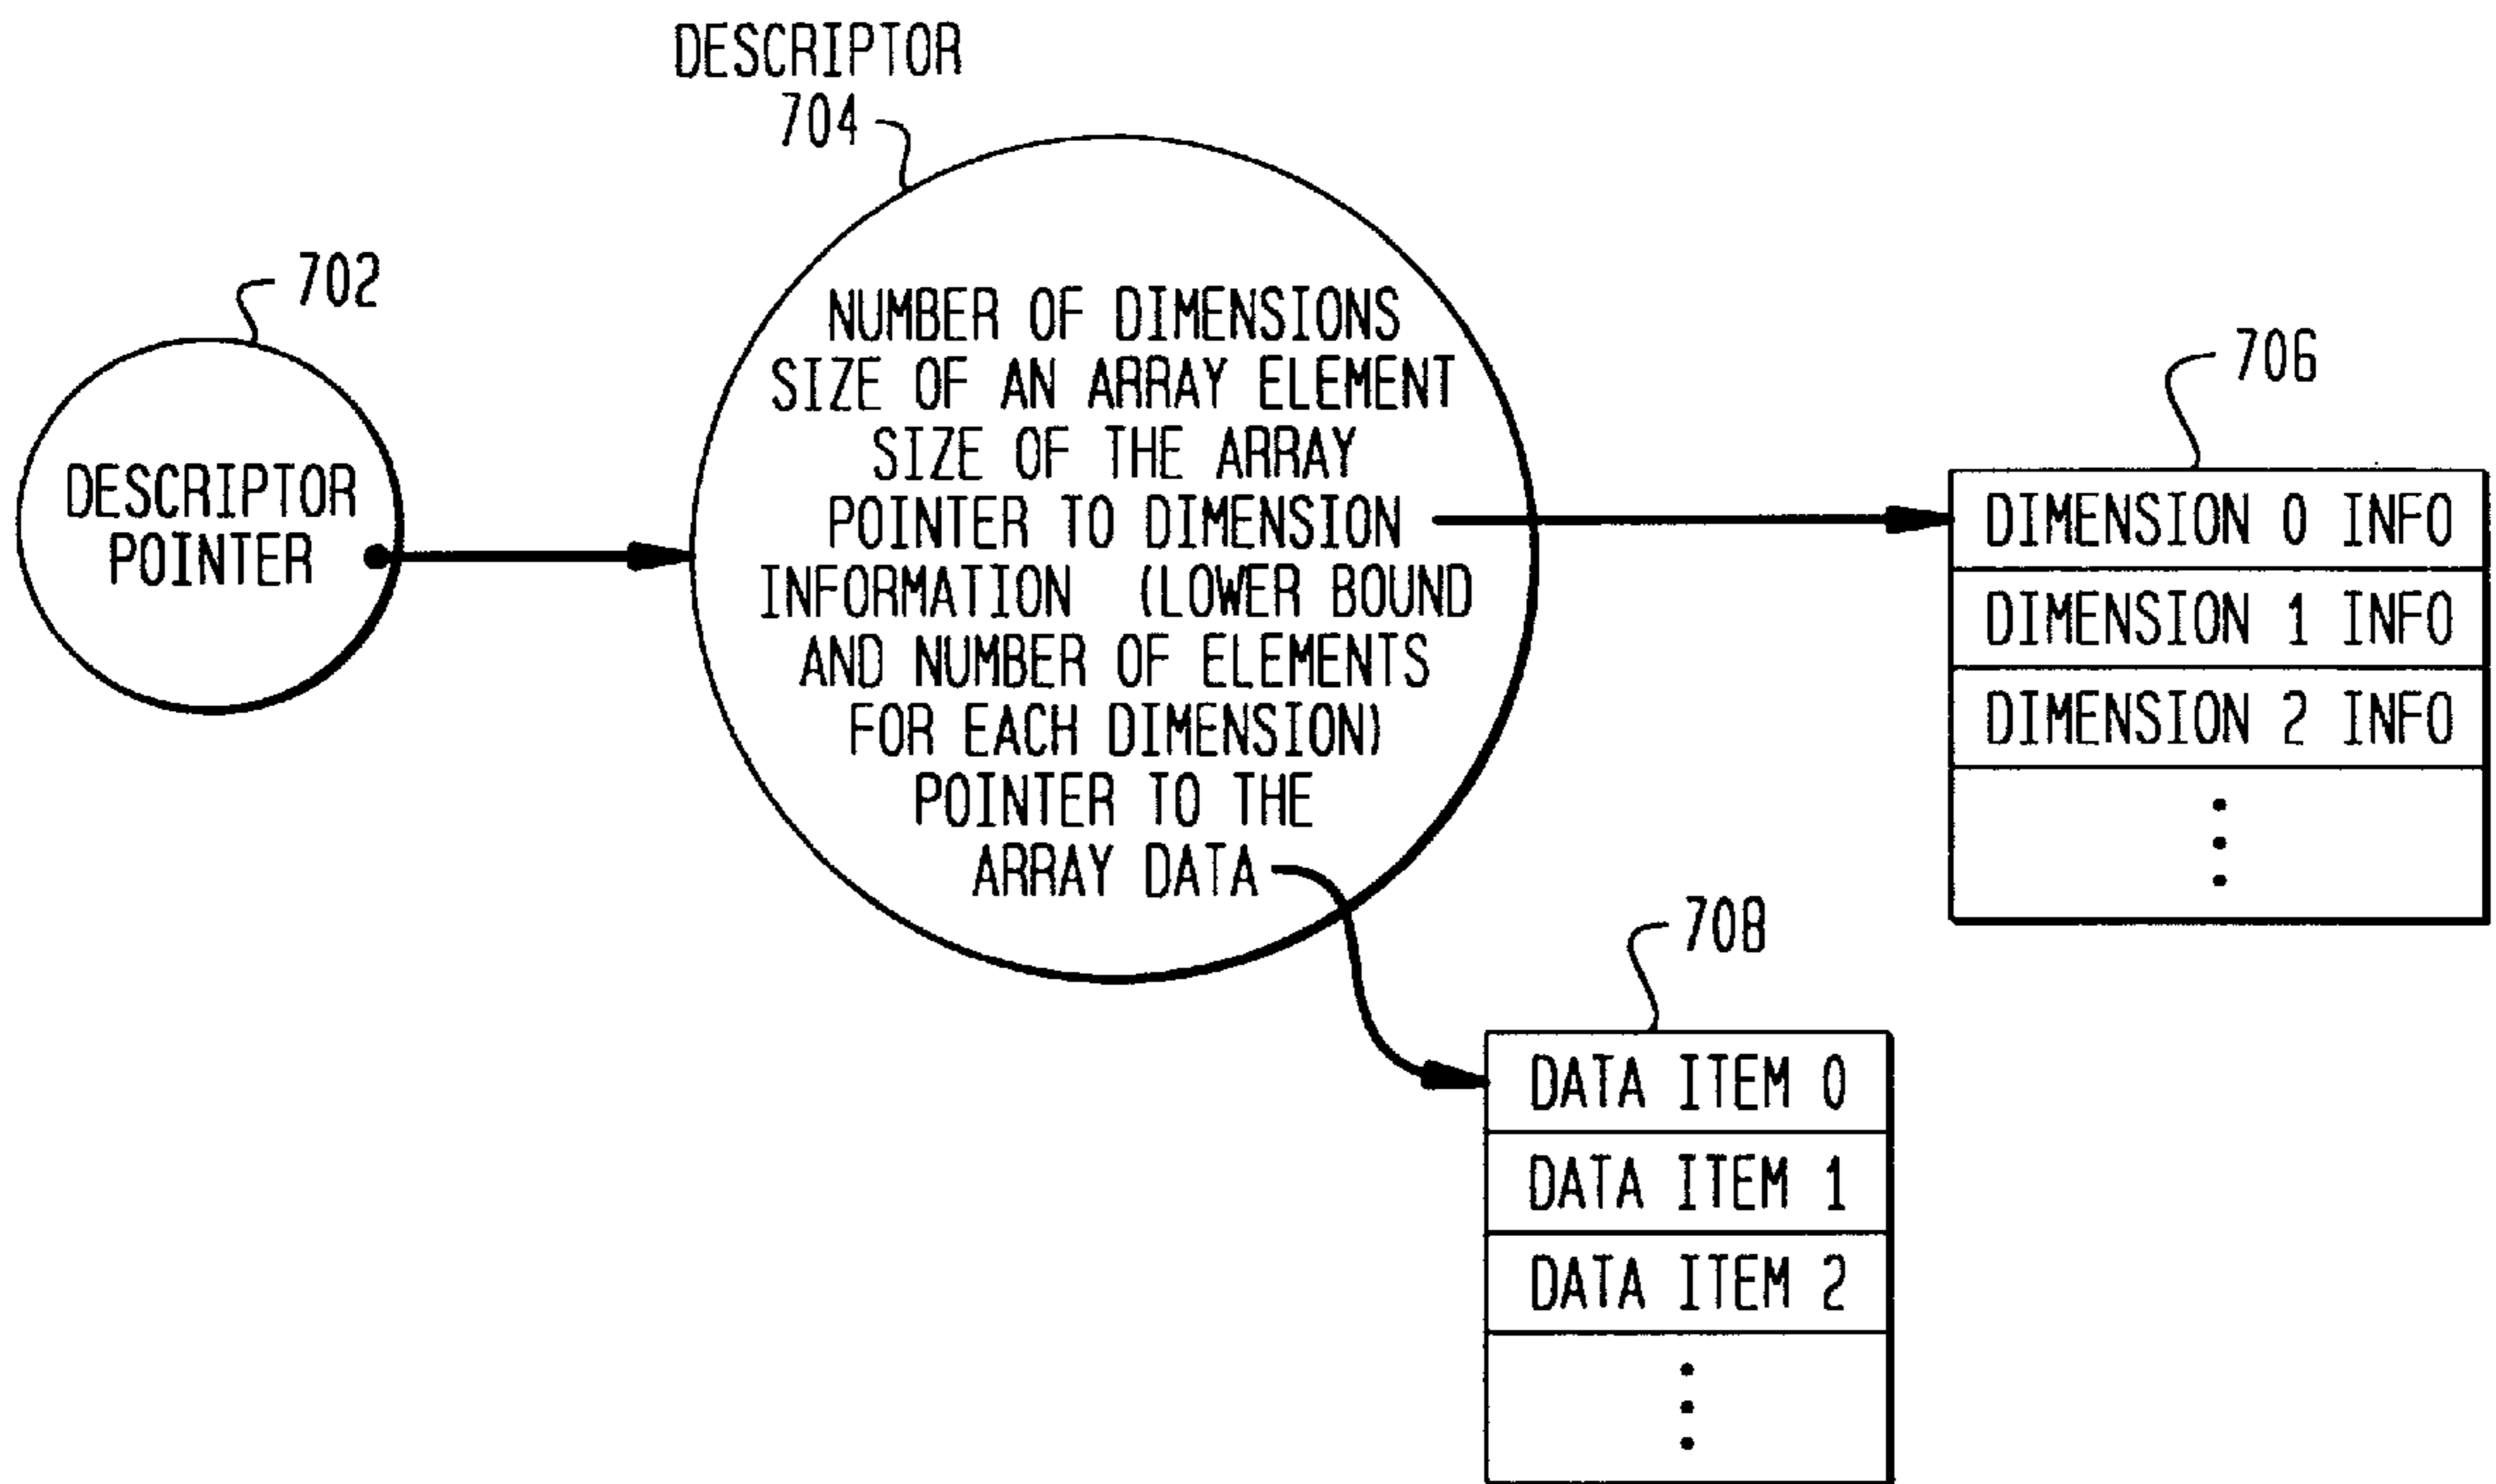 DESCRIPTOR
704
702
DESCRIPTOR
POINTER
NUMBER OF DIMENSIONS
SIZE OF AN ARRAY ELEMENT
SIZE OF THE ARRAY
POINTER TO DIMENSION
INFORMATION (LOWER BOUND
AND NUMBER OF ELEMENTS
FOR EACH DIMENSION)
POINTER TO THE
ARRAY DATA
706
DIMENSION 0 INFO
DIMENSION 1 INFO
DIMENSION 2 INFO
708
DATA ITEM 0
DATA ITEM 1
DATA ITEM 2